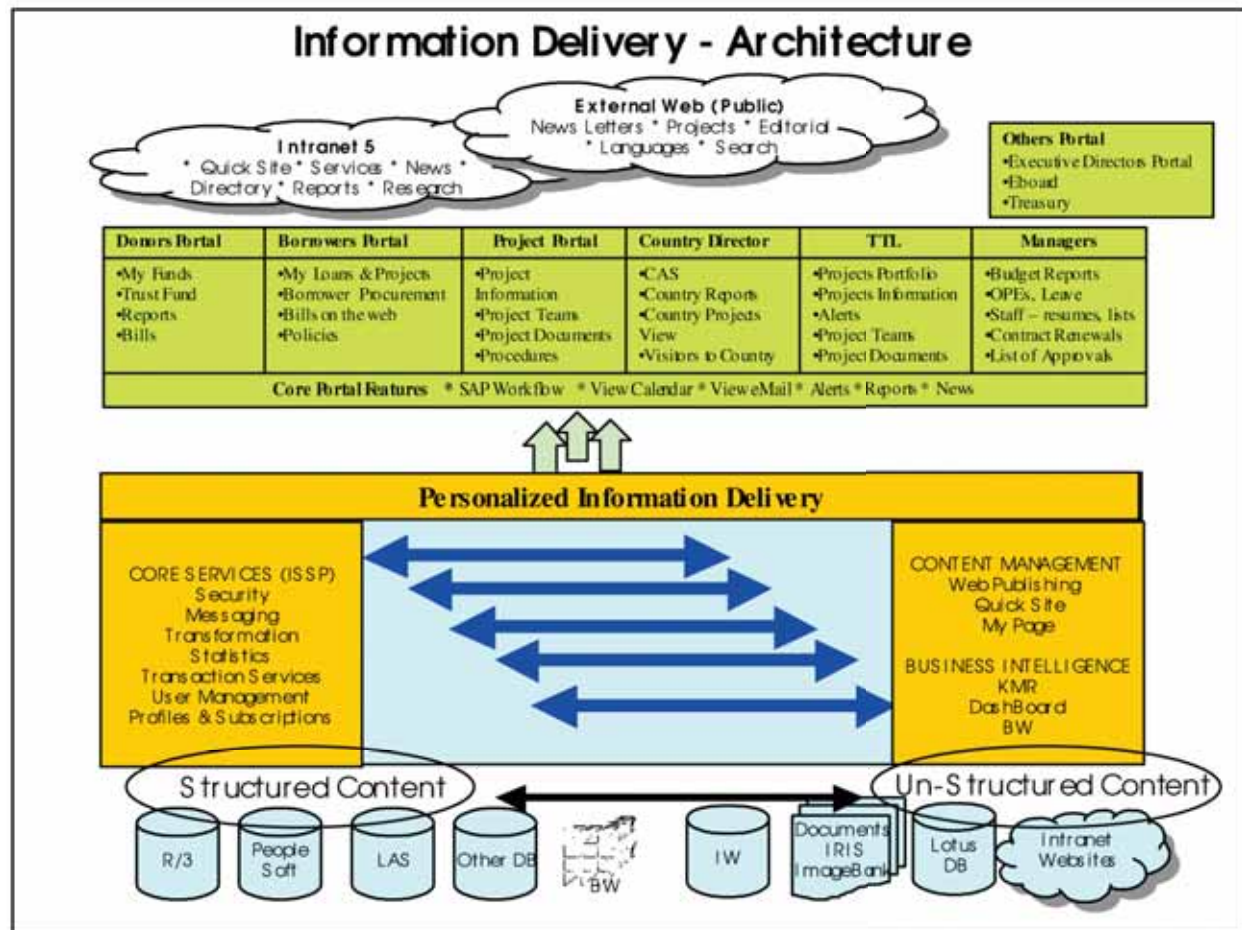 Information Delivery - Architecture
External Web (Public)
News Letters * Projects * Editorial
* Languages * Search
Intranet 5
* Quick Site * Services * News *
Directory * Reports * Research
Others Portal
•Executive Directors Portal
•Eboard
•Treasury
Donors Portal
•My Funds
•Trust Fund
•Reports
•Bills
Borrowers Portal
•My Loans & Projects
•Borrower Procurement
•Bills on the web
•Policies
Project Portal
•Project
Information
•Project Teams
•Project Documents
•Procedures
Country Director
•CAS
•Country Reports
•Country Projects
View
•Visitors to Country
TTL
•Projects Portfolio
•Projects Information
•Alerts
•Project Teams
•Project Documents
Managers
•Budget Reports
•OPEs, Leave
•Staff – resumes, lists
•Contract Renewals
•List of Approvals
Core Portal Features * SAP Workflow * View Calendar * View eMail * Alerts * Reports * News
Personalized Information Delivery
CORE SERVICES (ISSP)
Security
Messaging
Transformation
Statistics
Transaction Services
User Management
Profiles & Subscriptions
CONTENT MANAGEMENT
Web Publishing
Quick Site
My Page
BUSINESS INTELLIGENCE
KMR
DashBoard
BW
Structured Content
Un-Structured Content
R/3
People
Soft
LAS
Other DB
BW
IW
Documents
IRIS
ImageBank
Lotus
DB
Intranet
Websites